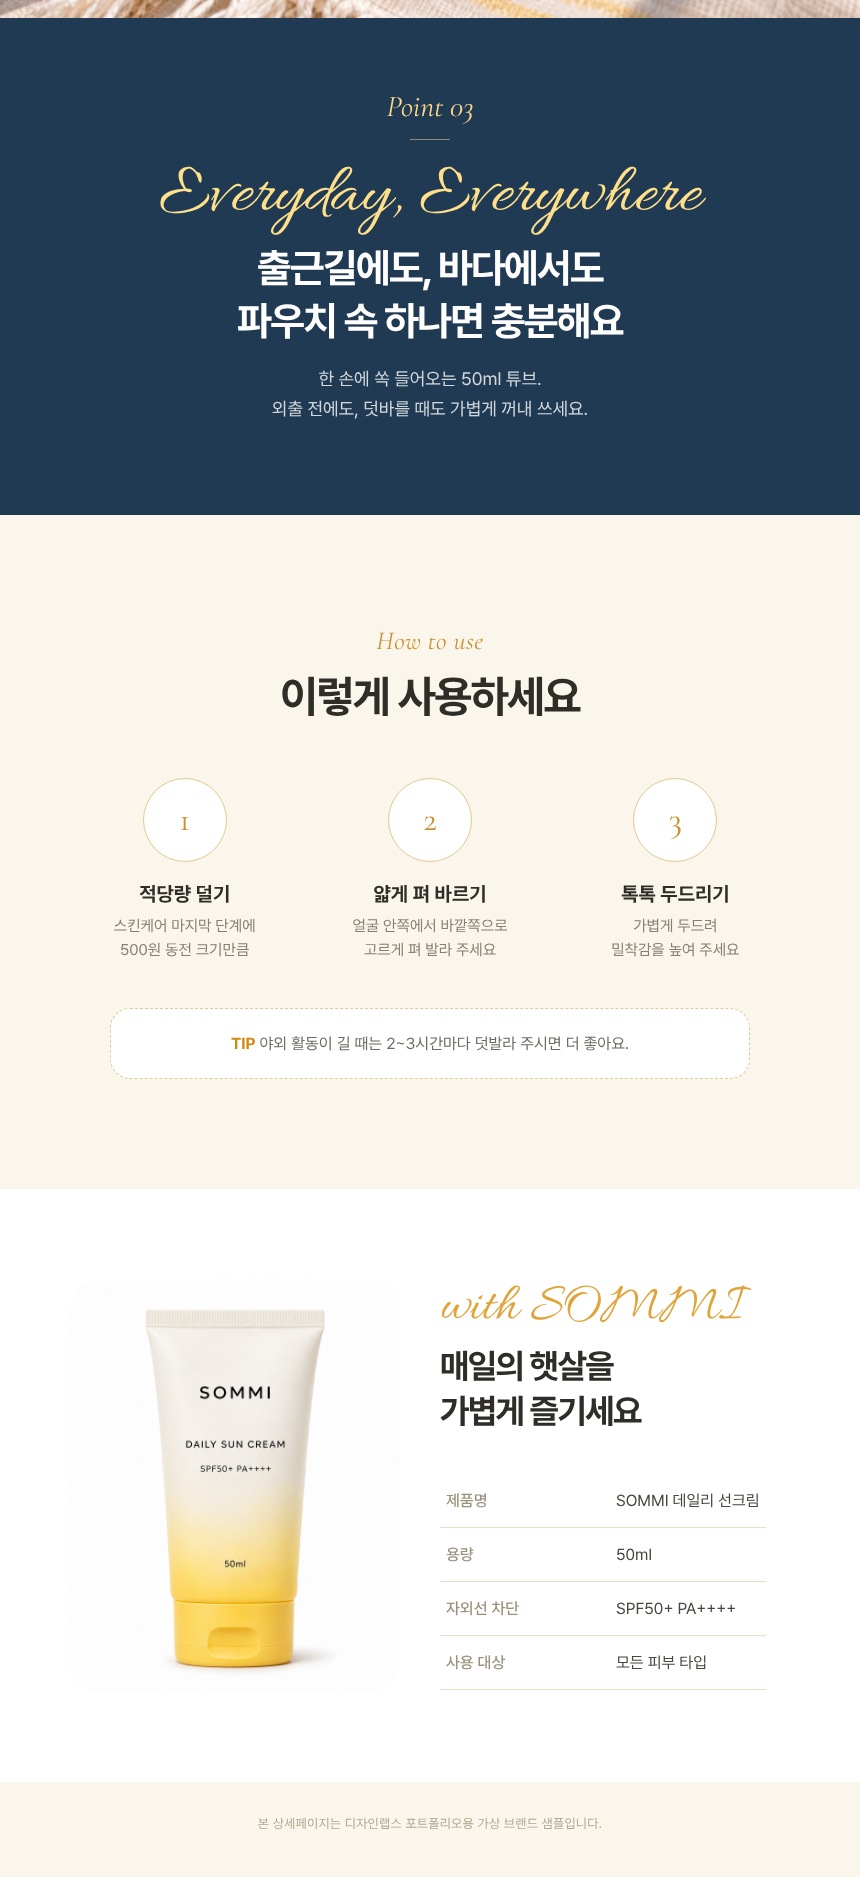 Point 03
Everyday, Everywhere
출근길에도, 바다에서도
파우치 속 하나면 충분해요
한 손에 쏙 들어오는 50ml 튜브.
외출 전에도, 덧바를 때도 가볍게 꺼내 쓰세요.
How to use
이렇게 사용하세요
1
적당량 덜기
스킨케어 마지막 단계에
500원 동전 크기만큼
2
얇게 펴 바르기
얼굴 안쪽에서 바깥쪽으로
고르게 펴 발라 주세요
3
톡톡 두드리기
가볍게 두드려
밀착감을 높여 주세요
TIP 야외 활동이 길 때는 2~3시간마다 덧발라 주시면 더 좋아요.
SOMMI
DAILY SUN CREAM
SPF50+ PA++++
50ml
with SOMMI
매일의 햇살을
가볍게 즐기세요
제품명 SOMMI 데일리 선크림
용량 50ml
자외선 차단 SPF50+ PA++++
사용 대상 모든 피부 타입
본 상세페이지는 디자인랩스 포트폴리오용 가상 브랜드 샘플입니다.